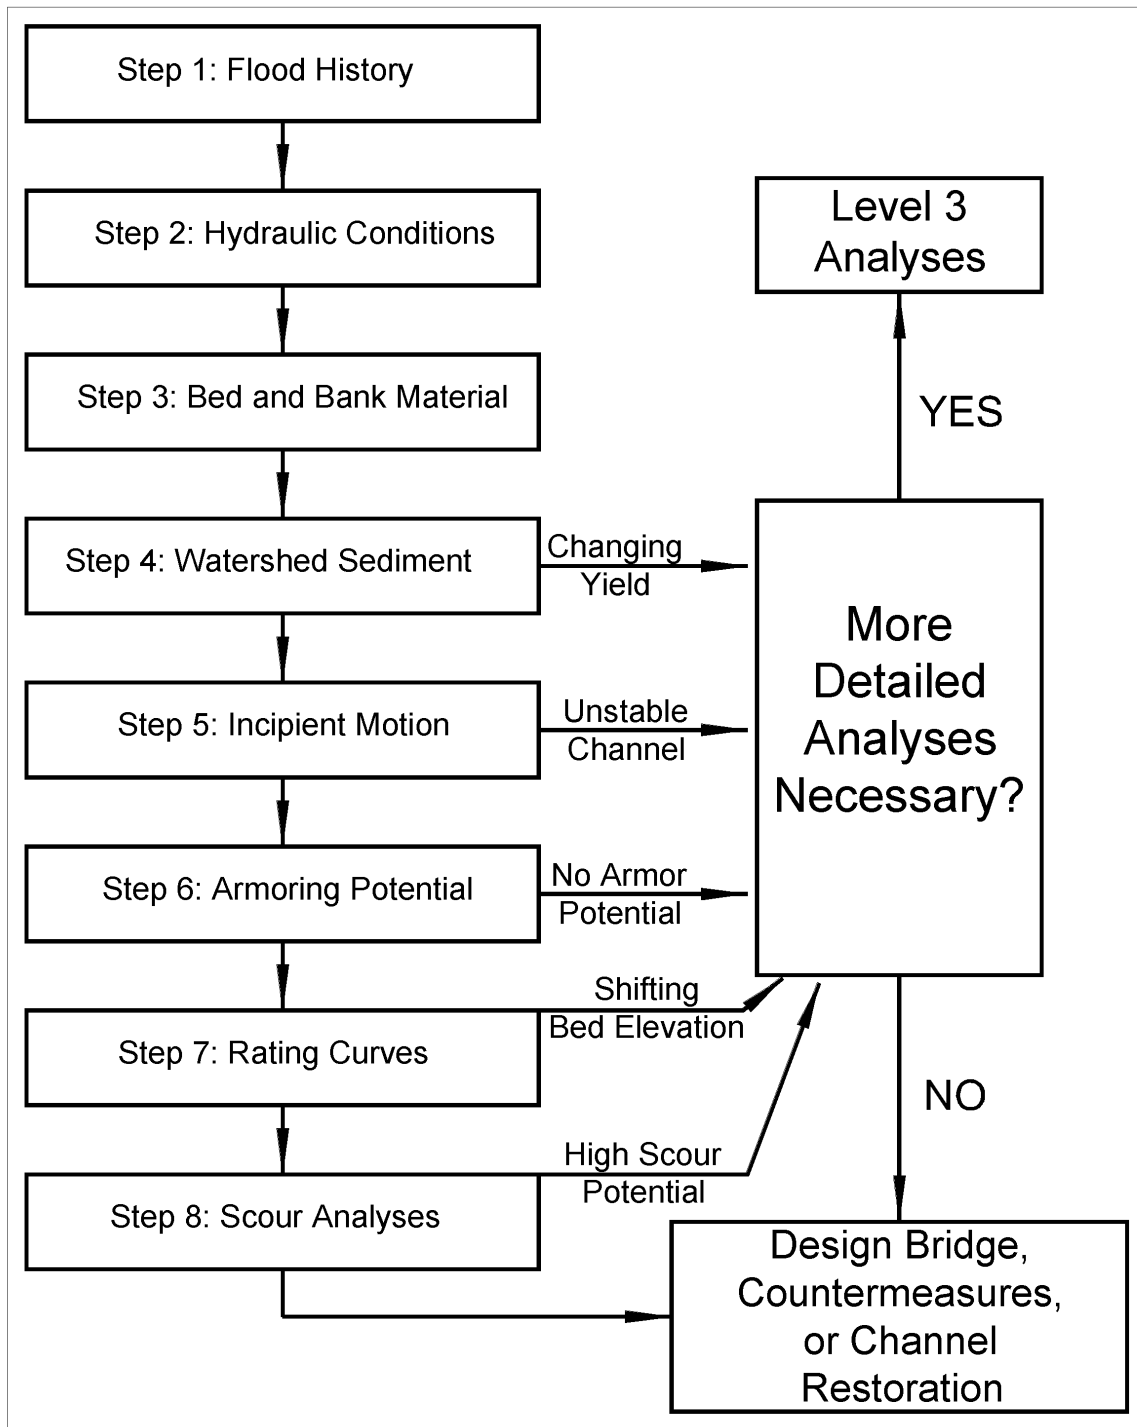 Step 1: Flood History
Step 2: Hydraulic Conditions
Step 3: Bed and Bank Material
Step 4: Watershed Sediment
Changing
Yield
Step 5: Incipient Motion
Unstable
Channel
Step 6: Armoring Potential
No Armor
Potential
Step 7: Rating Curves
Shifting
Bed Elevation
Step 8: Scour Analyses
High Scour
Potential
Level 3
Analyses
YES
More
Detailed
Analyses
Necessary?
NO
Design Bridge,
Countermeasures,
or Channel
Restoration